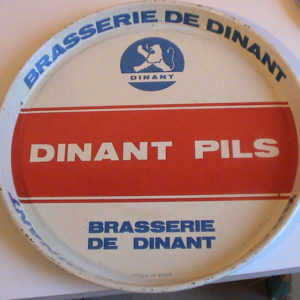 BRASSERIE DE DINANT
DINANT
DINANT PILS
BRASSERIE
DE DINANT